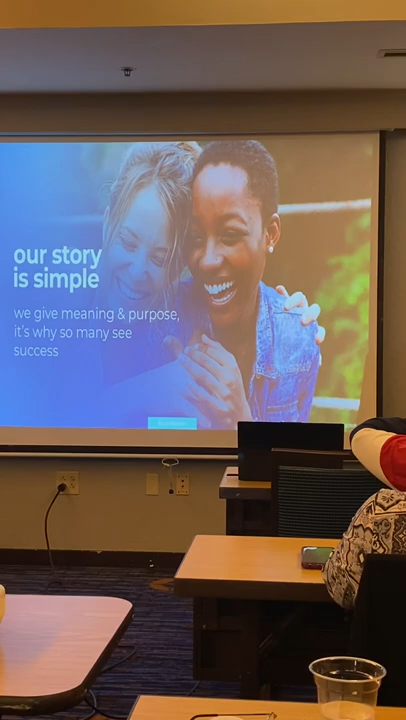 our story
is simple
we give meaning & purpose,
it's why so many see
success